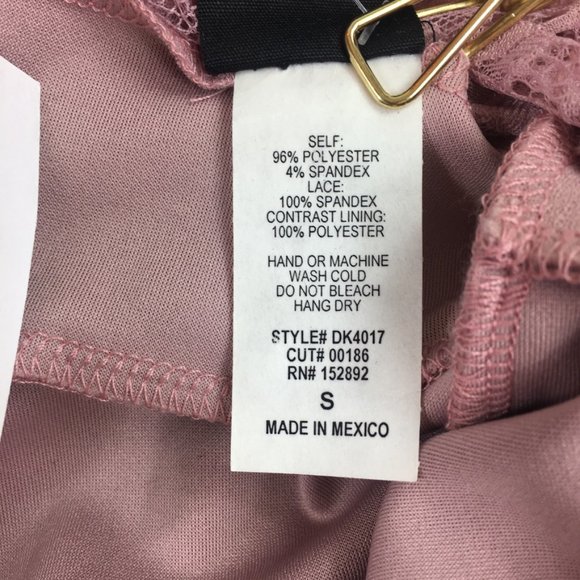 SELF:
96% POLYESTER
4% SPANDEX
LACE:
100% SPANDEX
CONTRAST LINING:
100% POLYESTER
HAND OR MACHINE
WASH COLD
DO NOT BLEACH
HANG DRY
STYLE# DK4017
CUT# 00186
RN# 152892
S
MADE IN MEXICO